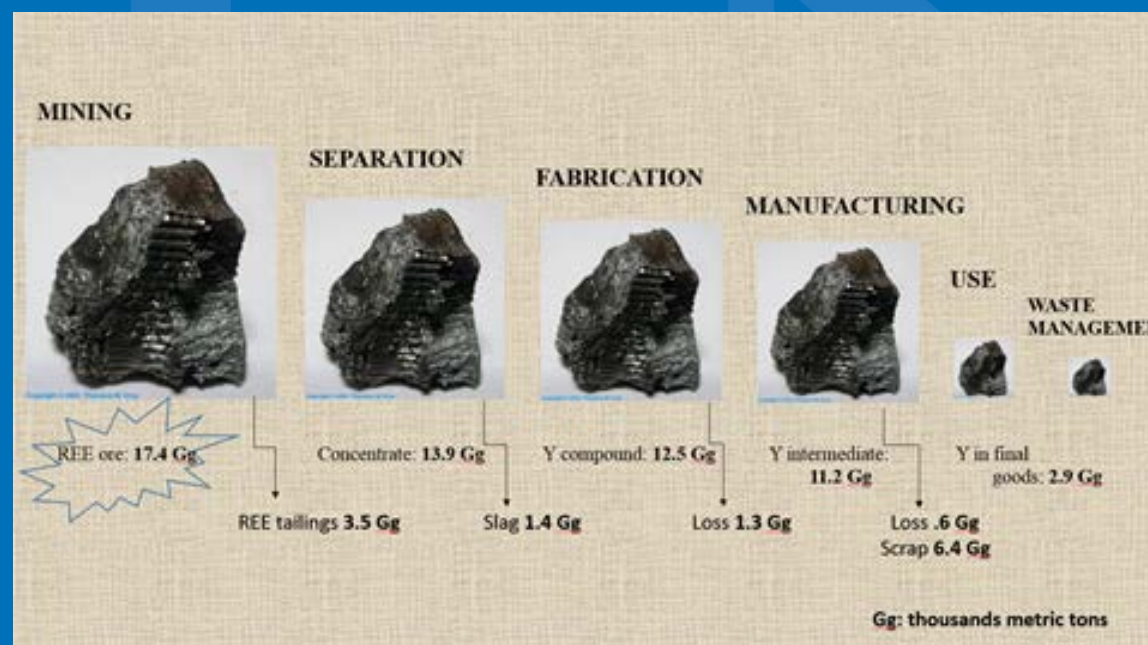 MINING
SEPARATION
FABRICATION
MANUFACTURING
USE
WASTE
MANAGEME
REE ore: 17.4 Gg
Concentrate: 13.9 Gg
Y compound: 12.5 Gg
Y intermediate:
11.2 Gg
Y in final
goods: 2.9 Gg
REE tailings 3.5 Gg
Slag 1.4 Gg
Loss 1.3 Gg
Loss .6 Gg
Scrap 6.4 Gg
Gg: thousands metric tons